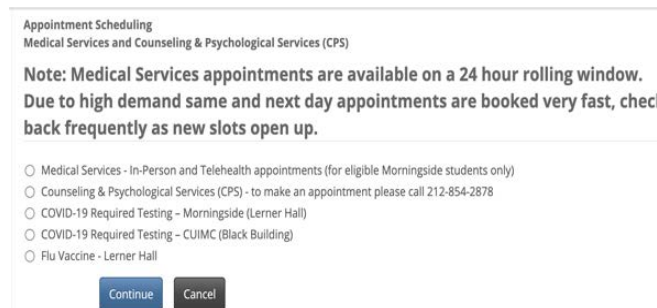 Appointment Scheduling
Medical Services and Counseling & Psychological Services (CPS)
Note: Medical Services appointments are available on a 24 hour rolling window.
Due to high demand same and next day appointments are booked very fast, chec
back frequently as new slots open up.
Medical Services - In-Person and Telehealth appointments (for eligible Morningside students only)
Counseling & Psychological Services (CPS) - to make an appointment please call 212-854-2878
COVID-19 Required Testing – Morningside (Lerner Hall)
COVID-19 Required Testing – CUIMC (Black Building)
Flu Vaccine - Lerner Hall
Continue Cancel